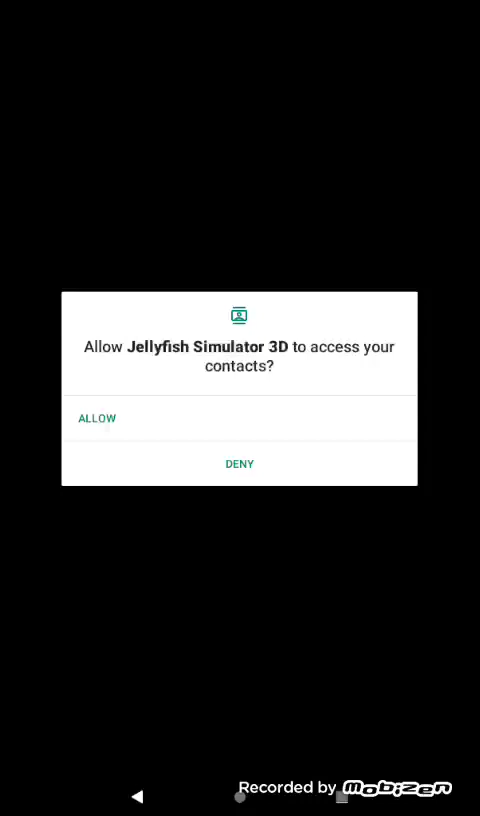 Allow Jellyfish Simulator 3D to access your
contacts?
ALLOW
DENY
Recorded by Mobizen